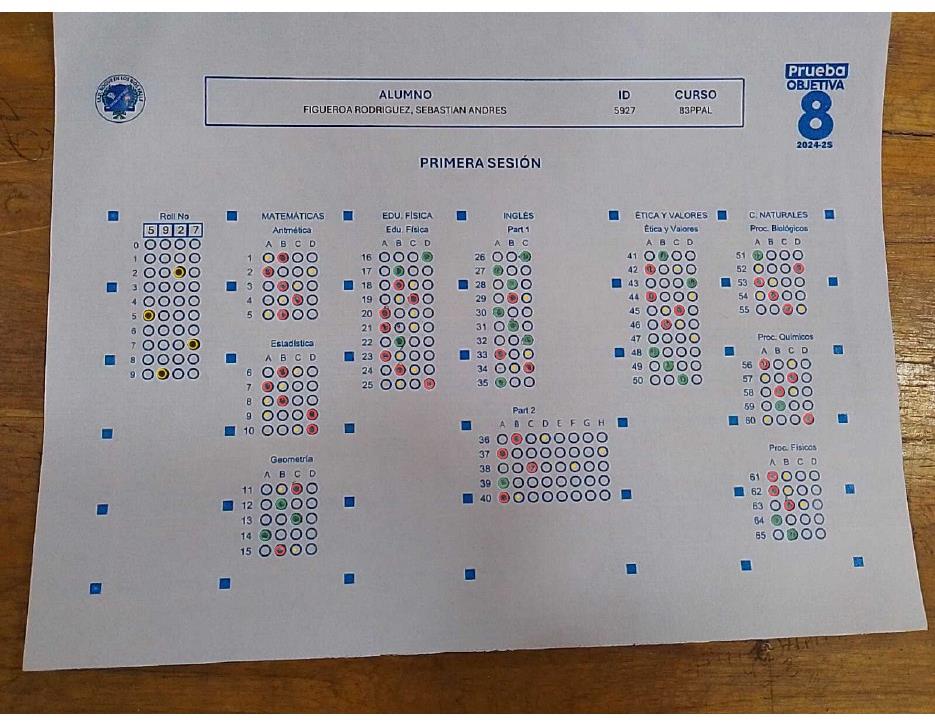 Prueba
OBJETIVA
8
2024-25
ALUMNO ID CURSO
FIGUEROA RODRIGUEZ, SEBASTIAN ANDRES 5927 83PPAL
PRIMERA SESIÓN
Roll No
5 9 2 7
0
1
2
3
4
5
6
7
8
9
MATEMÁTICAS
Aritmética
A B C D
1
2
3
4
5
Estadística
A B C D
6
7
8
9
10
Geometría
A B C D
11
12
13
14
15
EDU. FÍSICA
Edu. Física
A B C D
16
17
18
19
20
21
22
23
24
25
INGLÉS
Part 1
A B C
26
27
28
29
30
31
32
33
34
35
Part 2
A B C D E F G H
36
37
38
39
40
ÉTICA Y VALORES
Ética y Valores
A B C D
41
42
43
44
45
46
47
48
49
50
C. NATURALES
Proc. Biológicos
A B C D
51
52
53
54
55
Proc. Químicos
A B C D
56
57
58
59
60
Proc. Físicos
A B C D
61
62
63
64
65